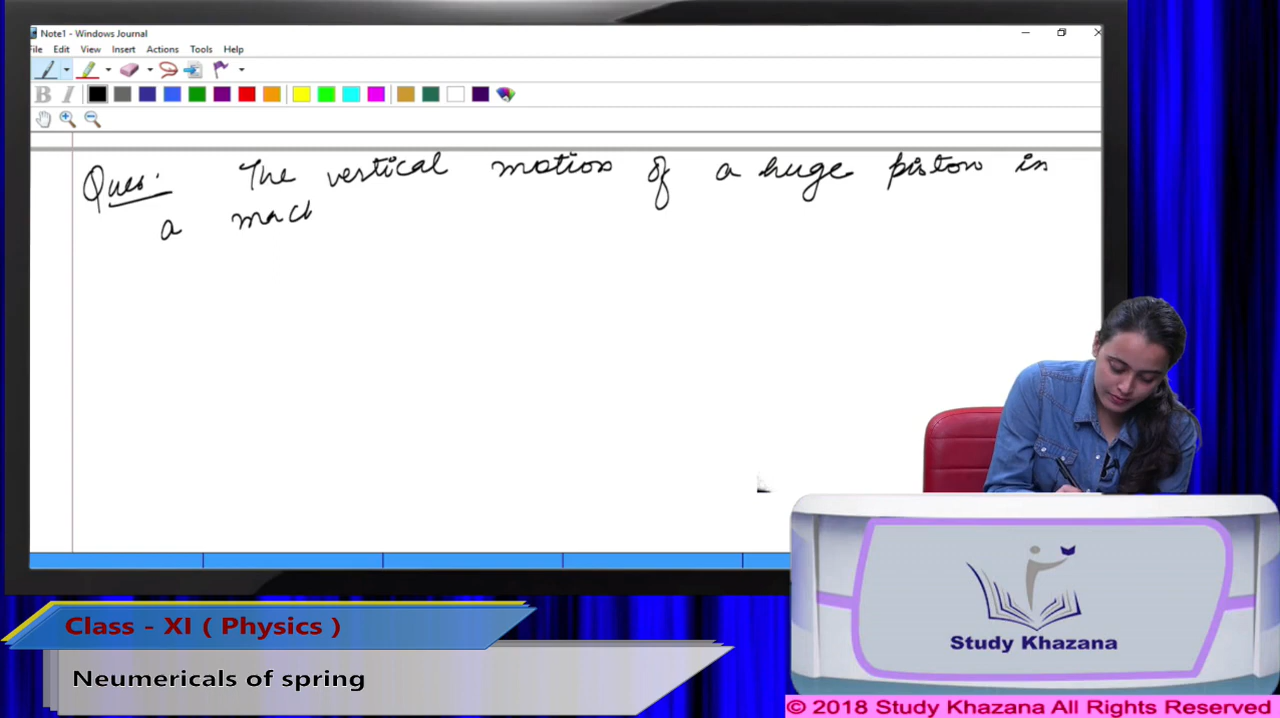 Note1 - Windows Journal
File Edit View Insert Actions Tools Help
B I
Ques. The vertical motion of a huge piston in
a mach
Study Khazana
Class - XI ( Physics )
Neumericals of spring
© 2018 Study Khazana All Rights Reserved